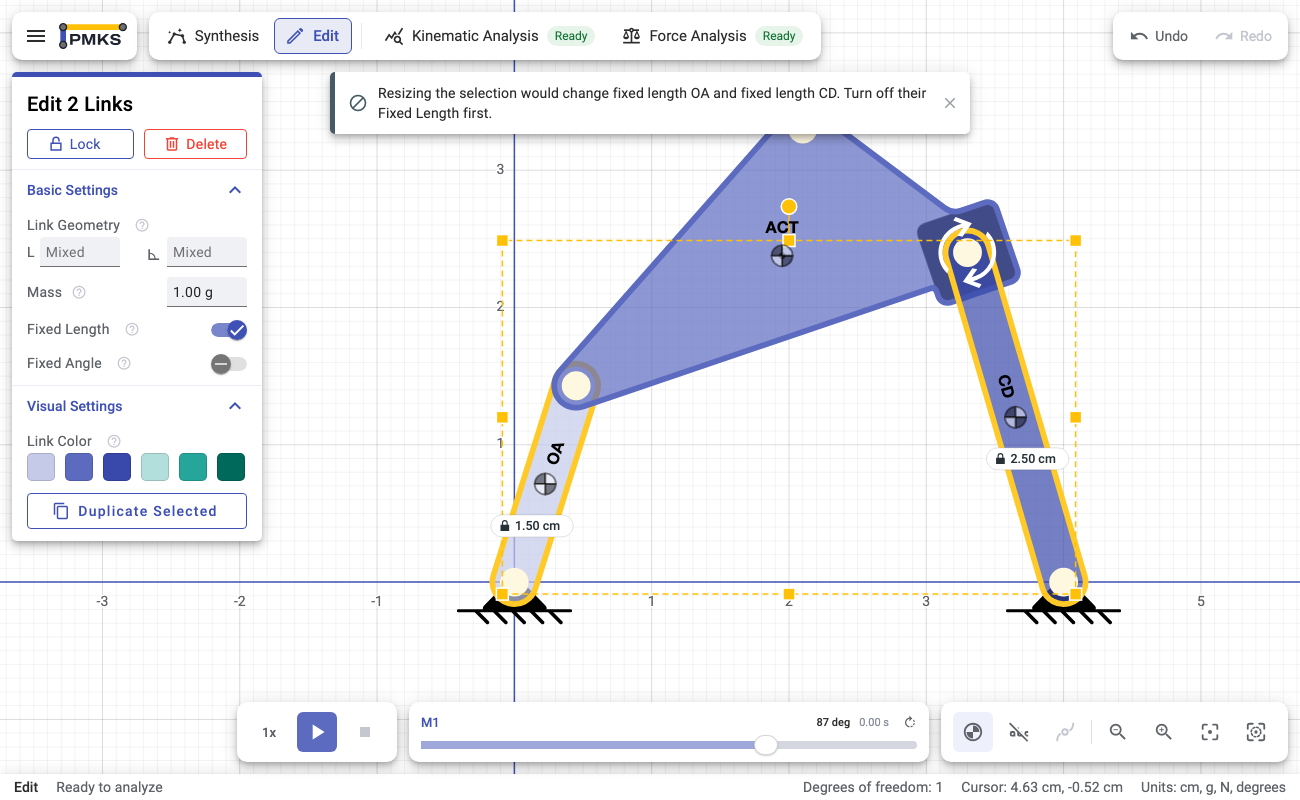 PMKS
Synthesis
Edit
Kinematic Analysis
Ready
Force Analysis
Ready
Undo
Redo
Edit 2 Links
Lock
Delete
Basic Settings
Link Geometry
L Mixed
Mixed
Mass
1.00 g
Fixed Length
Fixed Angle
Visual Settings
Link Color
Duplicate Selected
Resizing the selection would change fixed length OA and fixed length CD. Turn off their
Fixed Length first.
3
2
1
ACT
OA
CD
1.50 cm
2.50 cm
-3
-2
-1
1
2
3
5
1x
M1
87 deg
0.00 s
Edit
Ready to analyze
Degrees of freedom: 1
Cursor: 4.63 cm, -0.52 cm
Units: cm, g, N, degrees